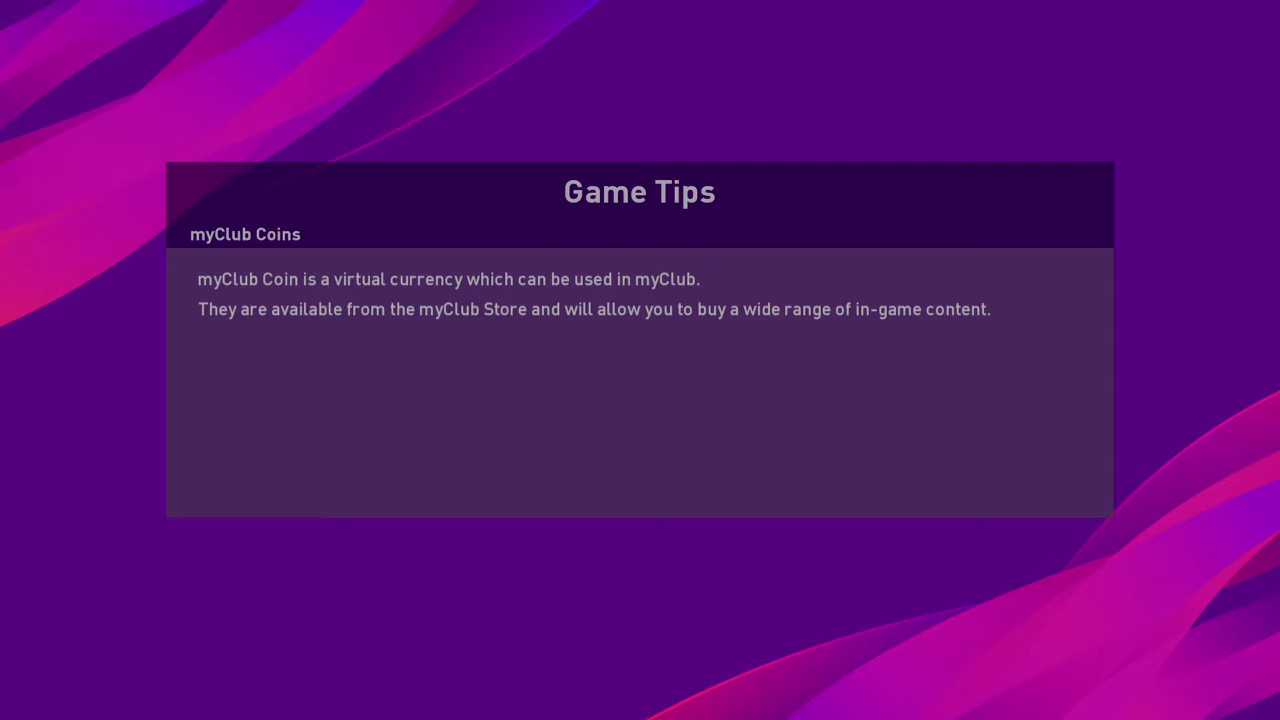 Game Tips
myClub Coins
myClub Coin is a virtual currency which can be used in myClub.
They are available from the myClub Store and will allow you to buy a wide range of in-game content.